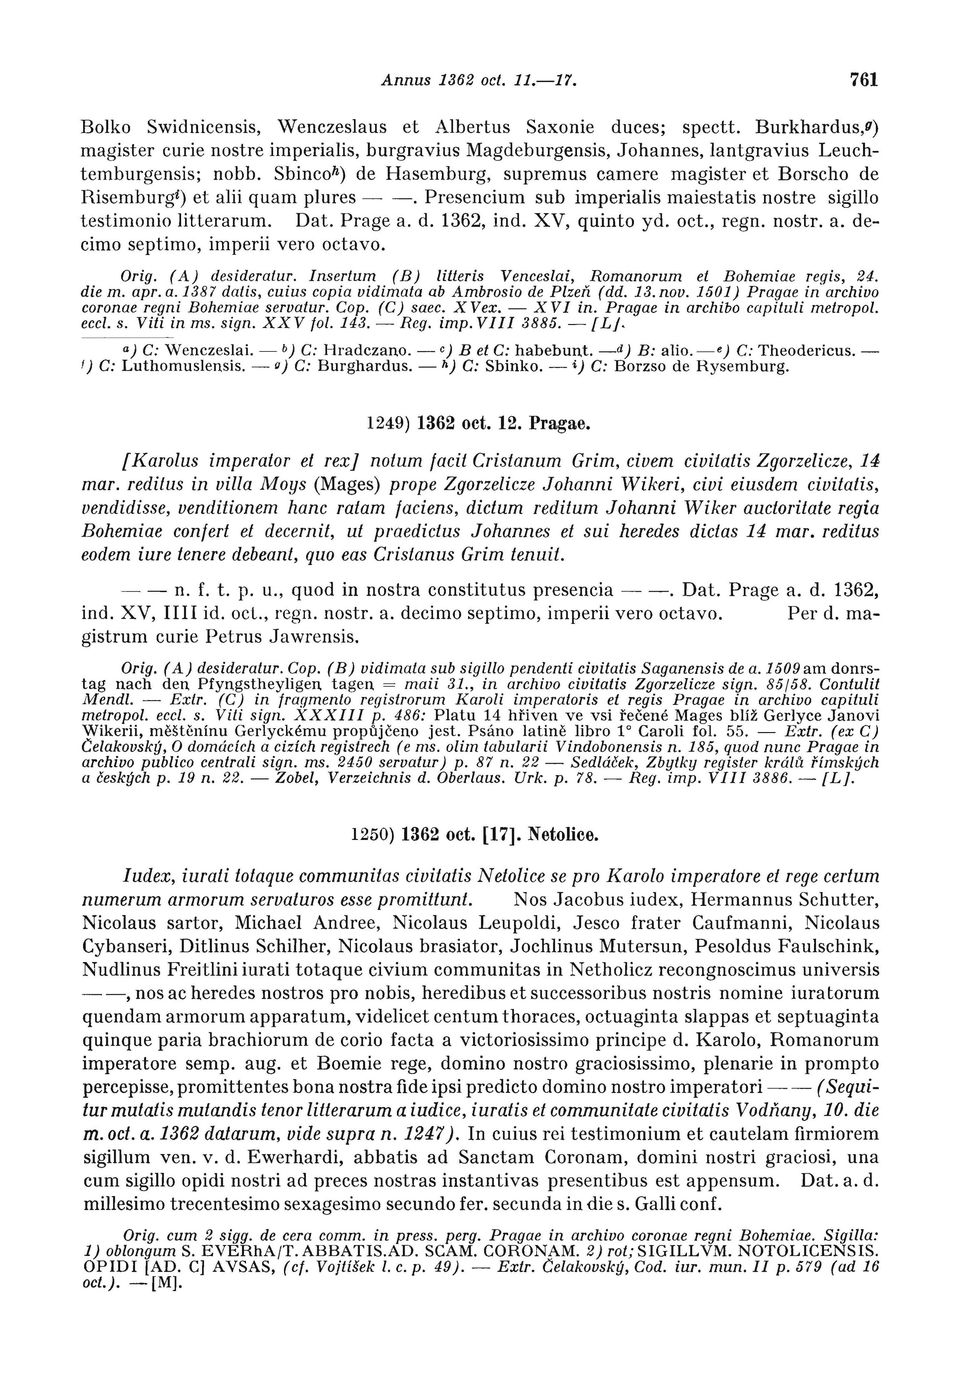 Annus 1362 oct. 11.—17. 761
Bolko Swidnicensis, Wenczeslaus et Albertus Saxonie duces; spectt. Burkhardus,g)
magister curie nostre imperialis, burgravius Magdeburgensis, Johannes, lantgravius Leuch-
temburgensis; nobb. Sbincoh) de Hasemburg, supremus camere magister et Borscho de
Risemburgi) et alii quam plures — —. Presencium sub imperialis maiestatis nostre sigillo
testimonio litterarum. Dat. Prage a. d. 1362, ind. XV, quinto yd. oct., regn. nostr. a. de-
cimo septimo, imperii vero octavo.
Orig. (A) desideratur. Insertum (B) litteris Venceslai, Romanorum et Bohemiae regis, 24.
die m. apr. a. 1387 datis, cuius copia vidimata ab Ambrosio de Plzeň (dd. 13. nov. 1501) Pragae in archivo
coronae regni Bohemiae servatur. Cop. (C) saec. XVex. — XVI in. Pragae in archibo capituli metropol.
eccl. s. Viti in ms. sign. XXV fol. 143. — Reg. imp. VIII 3885. — [L].
a) C: Wenczeslai. — b) C: Hradczano. — c) B et C: habebunt. — d) B: alio. — e) C: Theodericus. —
f) C: Luthomuslensis. — g) C: Burghardus. — h) C: Sbinko. — i) C: Borzso de Rysemburg.
1249) 1362 oct. 12. Pragae.
[Karolus imperator et rex] notum facit Cristanum Grim, civem civitatis Zgorzelicze, 14
mar. reditus in villa Moys (Mages) prope Zgorzelicze Johanni Wikeri, civi eiusdem civitatis,
vendidisse, venditionem hanc ratam faciens, dictum reditum Johanni Wiker auctoritate regia
Bohemiae confert et decernit, ut praedictus Johannes et sui heredes dictas 14 mar. reditus
eodem iure tenere debeant, quo eas Cristanus Grim tenuit.
— — n. f. t. p. u., quod in nostra constitutus presencia — —. Dat. Prage a. d. 1362,
ind. XV, IIII id. oct., regn. nostr. a. decimo septimo, imperii vero octavo. Per d. ma-
gistrum curie Petrus Jawrensis.
Orig. (A) desideratur. Cop. (B) vidimata sub sigillo pendenti civitatis Saganensis de a. 1509 am donrs-
tag nach den Pfyngstheyligen tagen = maii 31., in archivo civitatis Zgorzelicze sign. 85/58. Contulit
Mendl. — Extr. (C) in fragmento registrorum Karoli imperatoris et regis Pragae in archivo capituli
metropol. eccl. s. Viti sign. XXXIII p. 486: Platu 14 hřiven ve vsi řečené Mages blíž Gerlyce Janovi
Wikerii, měštěnínu Gerlyckému propůjčeno jest. Psáno latině libro 1° Caroli fol. 55. — Extr. (ex C)
Čelakovský, O domácích a cizích registrech (e ms. olim tabularii Vindobonensis n. 185, quod nunc Pragae in
archivo publico centrali sign. ms. 2450 servatur) p. 87 n. 22 — Sedláček, Zbytky register králů římských
a českých p. 19 n. 22. — Zobel, Verzeichnis d. Oberlaus. Urk. p. 78. — Reg. imp. VIII 3886. — [L].
1250) 1362 oct. [17]. Netolice.
Iudex, iurati totaque communitas civitatis Netolice se pro Karolo imperatore et rege certum
numerum armorum servaturos esse promittunt. Nos Jacobus iudex, Hermannus Schutter,
Nicolaus sartor, Michael Andree, Nicolaus Leupoldi, Jesco frater Caufmanni, Nicolaus
Cybanseri, Ditlinus Schilher, Nicolaus brasiator, Jochlinus Mutersun, Pesoldus Faulschink,
Nudlinus Freitlini iurati totaque civium communitas in Netholicz recongnoscimus universis
— —, nos ac heredes nostros pro nobis, heredibus et successoribus nostris nomine iuratorum
quendam armorum apparatum, videlicet centum thoraces, octuaginta slappas et septuaginta
quinque paria brachiorum de corio facta a victoriosissimo principe d. Karolo, Romanorum
imperatore semp. aug. et Boemie rege, domino nostro graciosissimo, plenarie in prompto
percepisse, promittentes bona nostra fide ipsi predicto domino nostro imperatori — — (Sequi-
tur mutatis mutandis tenor litterarum a iudice, iuratis et communitate civitatis Vodňany, 10. die
m. oct. a. 1362 datarum, vide supra n. 1247). In cuius rei testimonium et cautelam firmiorem
sigillum ven. v. d. Ewerhardi, abbatis ad Sanctam Coronam, domini nostri graciosi, una
cum sigillo opidi nostri ad preces nostras instantivas presentibus est appensum. Dat. a. d.
millesimo trecentesimo sexagesimo secundo fer. secunda in die s. Galli conf.
Orig. cum 2 sigg. de cera comm. in press. perg. Pragae in archivo coronae regni Bohemiae. Sigilla:
1) oblongum S. EVERhA/T. ABBATIS.AD. SCAM. CORONAM. 2) rot; SIGILLVM. NOTOLICENSIS.
OPIDI [AD. C] AVSAS, (cf. Vojtíšek l. c. p. 49). — Extr. Čelakovský, Cod. iur. mun. II p. 579 (ad 16
oct.). — [M].